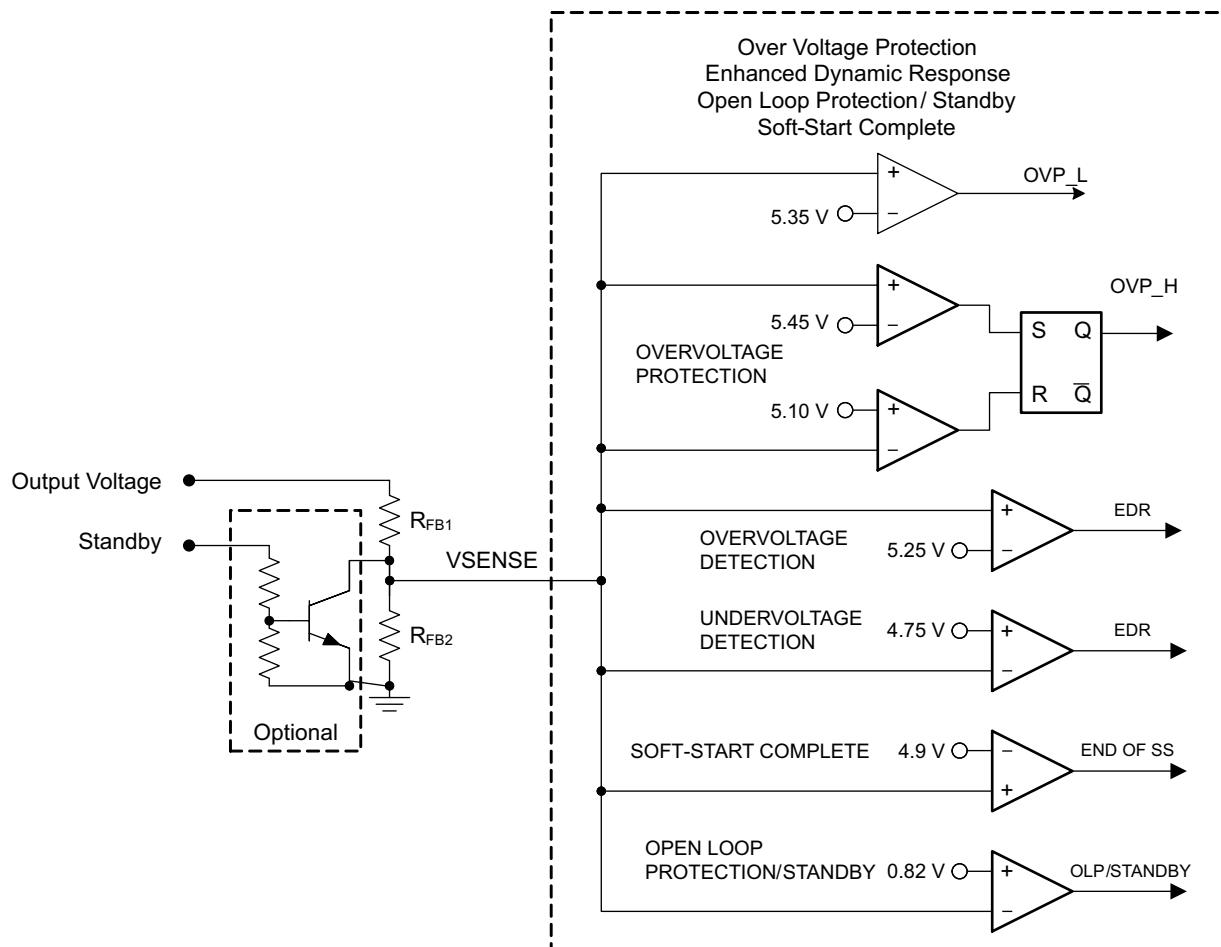 Over Voltage Protection
Enhanced Dynamic Response
Open Loop Protection / Standby
Soft-Start Complete
+
OVP_L
5.35 V
−
+
OVP_H
5.45 V
−
S Q
OVERVOLTAGE
PROTECTION
R Q̅
5.10 V
+
−
Output Voltage
RFB1
Standby
VSENSE
+
EDR
OVERVOLTAGE
DETECTION
5.25 V
−
RFB2
UNDERVOLTAGE
DETECTION
4.75 V
+
EDR
−
Optional
SOFT-START COMPLETE
4.9 V
−
END OF SS
+
OPEN LOOP
PROTECTION/STANDBY
0.82 V
+
OLP/STANDBY
−